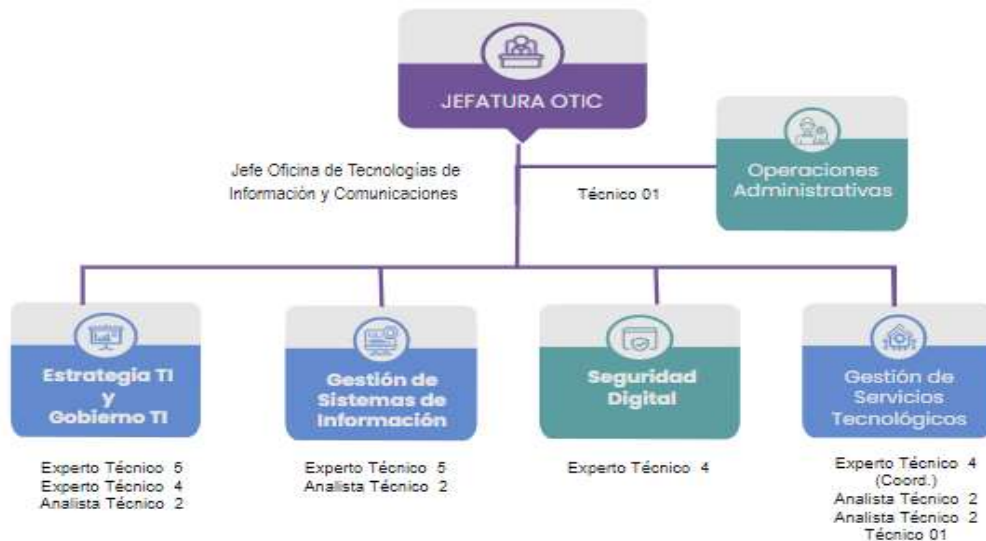 JEFATURA OTIC
Jefe Oficina de Tecnologías de
Información y Comunicaciones
Técnico 01
Operaciones
Administrativas
Estrategia TI
y
Gobierno TI
Experto Técnico 5
Experto Técnico 4
Analista Técnico 2
Gestión de
Sistemas de
Información
Experto Técnico 5
Analista Técnico 2
Seguridad
Digital
Experto Técnico 4
Gestión de
Servicios
Tecnológicos
Experto Técnico 4
(Coord.)
Analista Técnico 2
Analista Técnico 2
Técnico 01